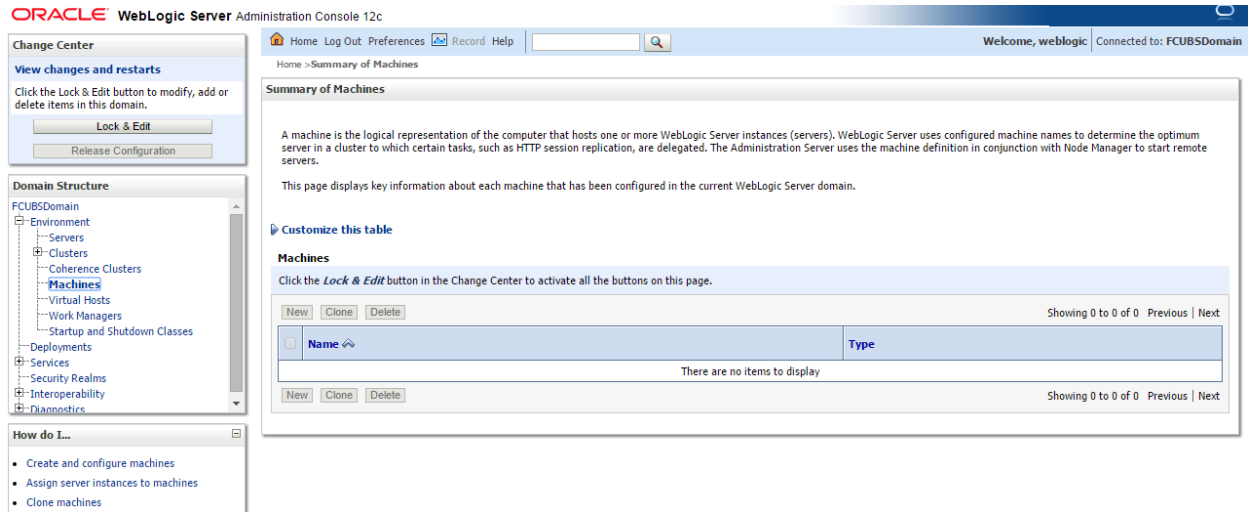 ORACLE WebLogic Server Administration Console 12c
Change Center
View changes and restarts
Click the Lock & Edit button to modify, add or
delete items in this domain.
Lock & Edit
Release Configuration
Domain Structure
FCUBSDomain
Environment
Servers
Clusters
Coherence Clusters
Machines
Virtual Hosts
Work Managers
Startup and Shutdown Classes
Deployments
Services
Security Realms
Interoperability
Diagnostics
How do I...
Create and configure machines
Assign server instances to machines
Clone machines
Home Log Out Preferences Record Help
Welcome, weblogic Connected to: FCUBSDomain
Home >Summary of Machines
Summary of Machines
A machine is the logical representation of the computer that hosts one or more WebLogic Server instances (servers). WebLogic Server uses configured machine names to determine the optimum
server in a cluster to which certain tasks, such as HTTP session replication, are delegated. The Administration Server uses the machine definition in conjunction with Node Manager to start remote
servers.
This page displays key information about each machine that has been configured in the current WebLogic Server domain.
Customize this table
Machines
Click the Lock & Edit button in the Change Center to activate all the buttons on this page.
New Clone Delete Showing 0 to 0 of 0 Previous | Next
Name Type
There are no items to display
New Clone Delete Showing 0 to 0 of 0 Previous | Next